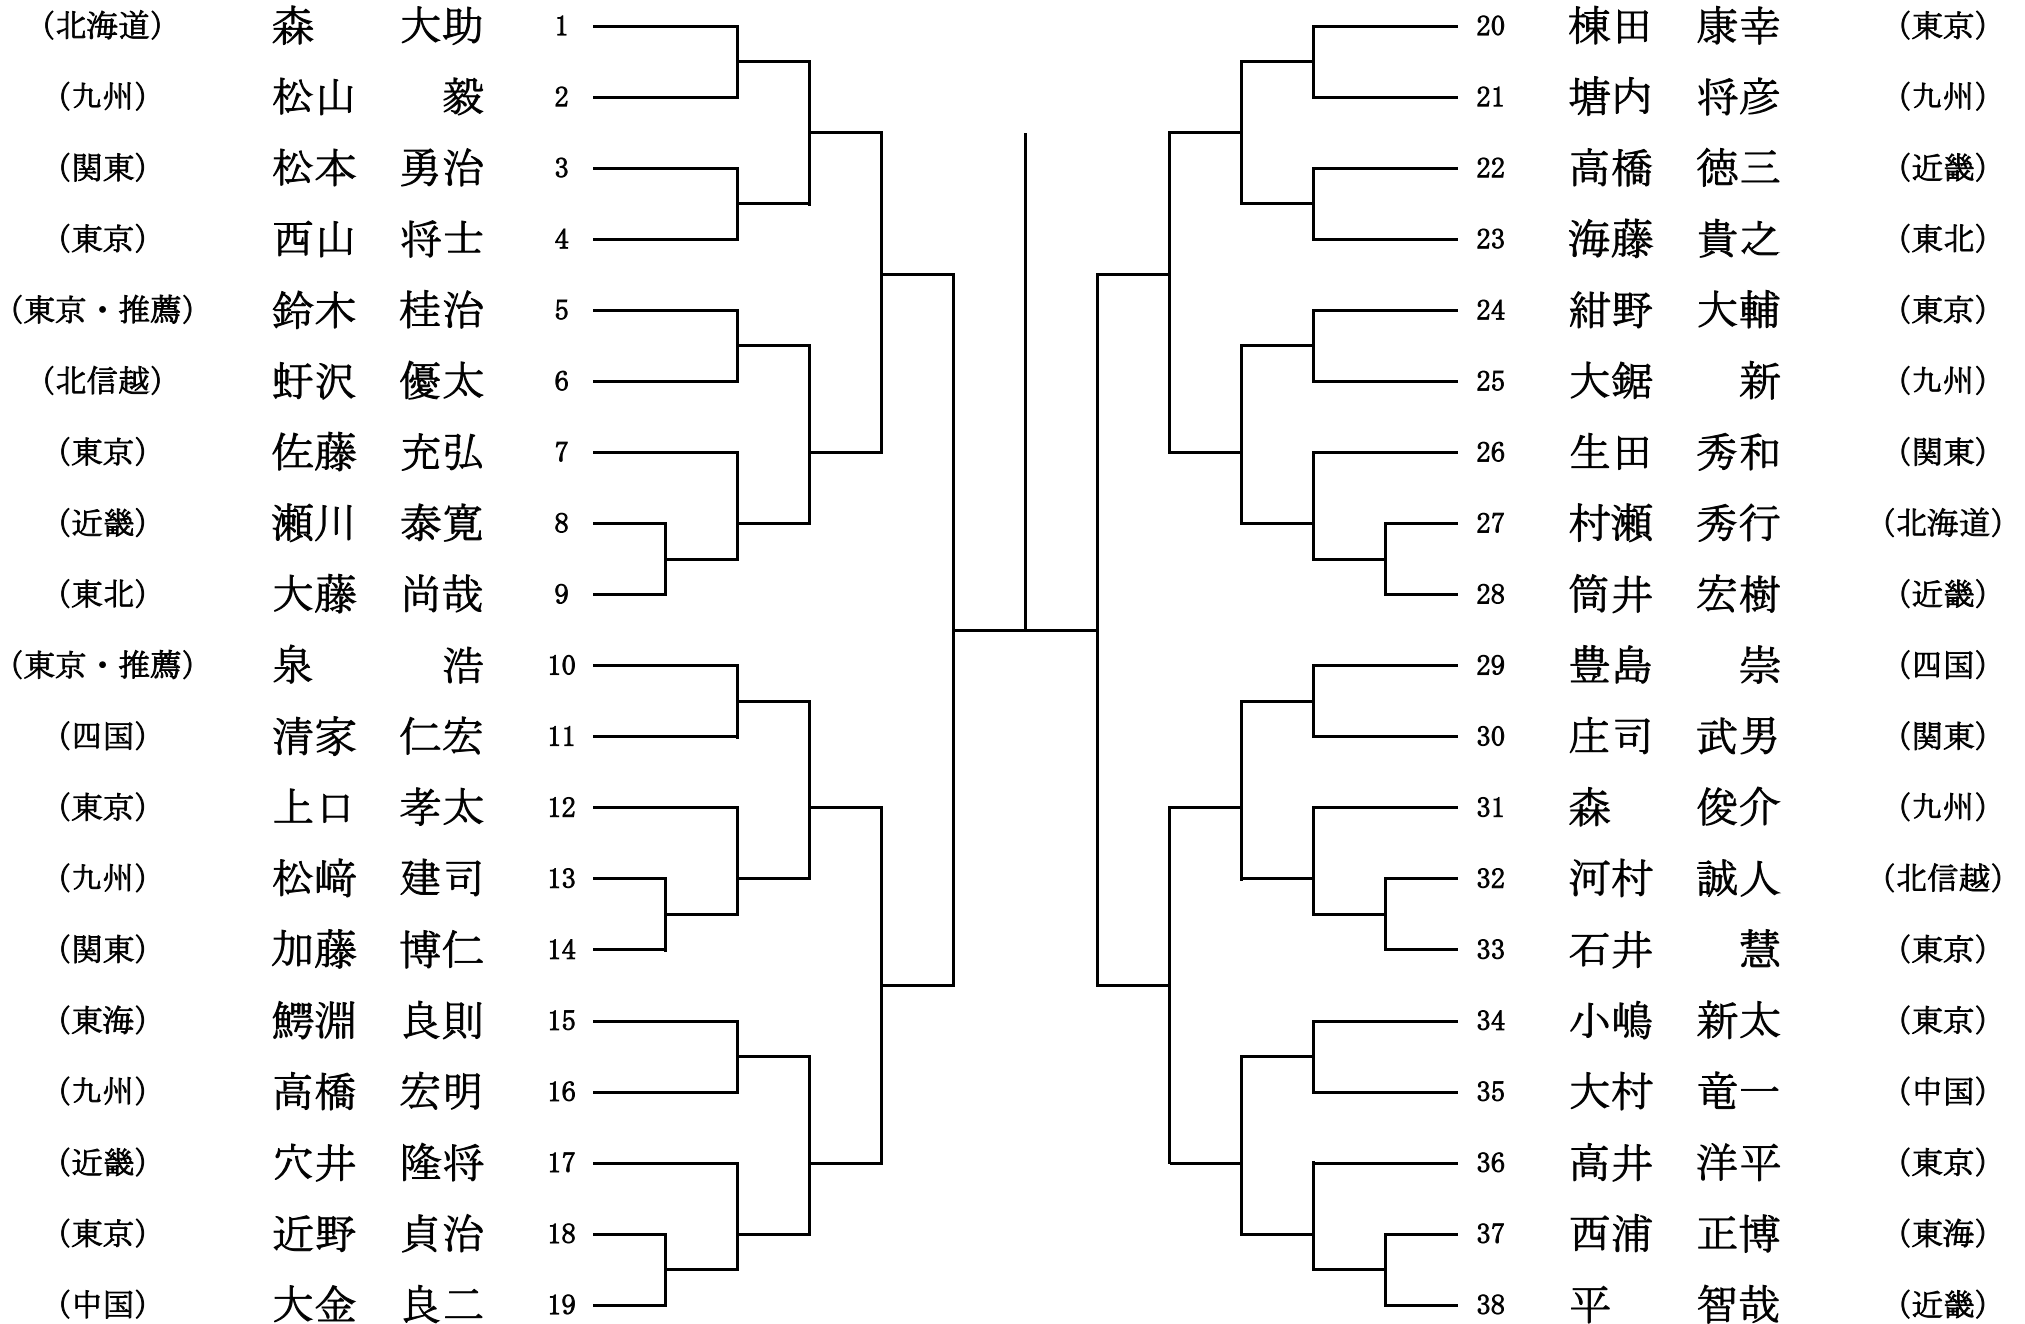 (北海道) 森 大助 1 20 棟田 康幸 (東京)
(九州) 松山 毅 2 21 塘内 将彦 (九州)
(関東) 松本 勇治 3 22 高橋 徳三 (近畿)
(東京) 西山 将士 4 23 海藤 貴之 (東北)
(東京・推薦) 鈴木 桂治 5 24 紺野 大輔 (東京)
(北信越) 虷沢 優太 6 25 大鋸 新 (九州)
(東京) 佐藤 充弘 7 26 生田 秀和 (関東)
(近畿) 瀬川 泰寛 8 27 村瀬 秀行 (北海道)
(東北) 大藤 尚哉 9 28 筒井 宏樹 (近畿)
(東京・推薦) 泉 浩 10 29 豊島 崇 (四国)
(四国) 清家 仁宏 11 30 庄司 武男 (関東)
(東京) 上口 孝太 12 31 森 俊介 (九州)
(九州) 松﨑 建司 13 32 河村 誠人 (北信越)
(関東) 加藤 博仁 14 33 石井 慧 (東京)
(東海) 鰐淵 良則 15 34 小嶋 新太 (東京)
(九州) 高橋 宏明 16 35 大村 竜一 (中国)
(近畿) 穴井 隆将 17 36 高井 洋平 (東京)
(東京) 近野 貞治 18 37 西浦 正博 (東海)
(中国) 大金 良二 19 38 平 智哉 (近畿)